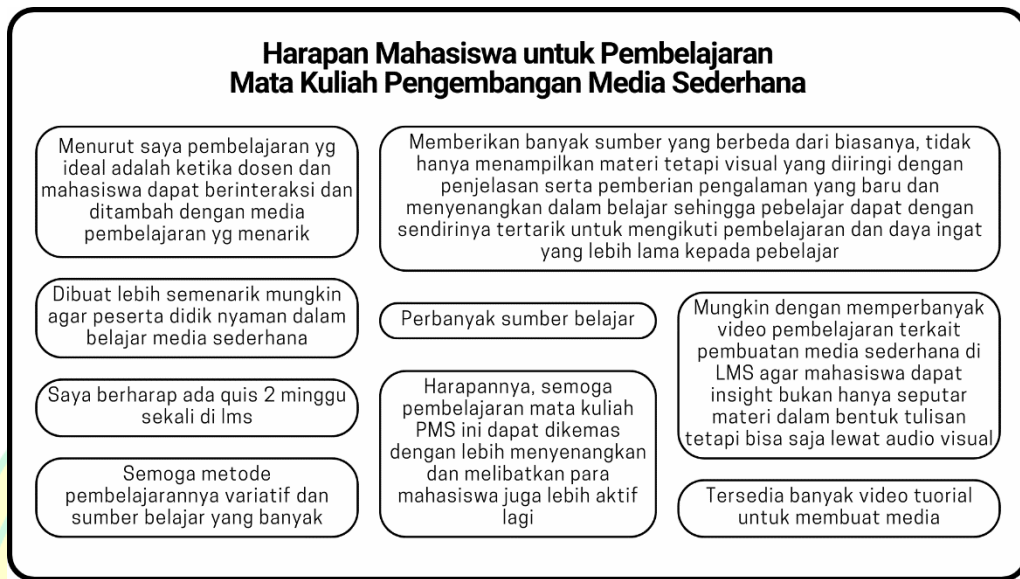 Harapan Mahasiswa untuk Pembelajaran
Mata Kuliah Pengembangan Media Sederhana
Menurut saya pembelajaran yg
ideal adalah ketika dosen dan
mahasiswa dapat berinteraksi dan
ditambah dengan media
pembelajaran yg menarik
Memberikan banyak sumber yang berbeda dari biasanya, tidak
hanya menampilkan materi tetapi visual yang diiringi dengan
penjelasan serta pemberian pengalaman yang baru dan
menyenangkan dalam belajar sehingga pebelajar dapat dengan
sendirinya tertarik untuk mengikuti pembelajaran dan daya ingat
yang lebih lama kepada pebelajar
Dibuat lebih semenarik mungkin
agar peserta didik nyaman dalam
belajar media sederhana
Perbanyak sumber belajar
Mungkin dengan memperbanyak
video pembelajaran terkait
pembuatan media sederhana di
LMS agar mahasiswa dapat
insight bukan hanya seputar
materi dalam bentuk tulisan
tetapi bisa saja lewat audio visual
Saya berharap ada quis 2 minggu
sekali di lms
Harapannya, semoga
pembelajaran mata kuliah
PMS ini dapat dikemas
dengan lebih menyenangkan
dan melibatkan para
mahasiswa juga lebih aktif
lagi
Semoga metode
pembelajarannya variatif dan
sumber belajar yang banyak
Tersedia banyak video tuorial
untuk membuat media